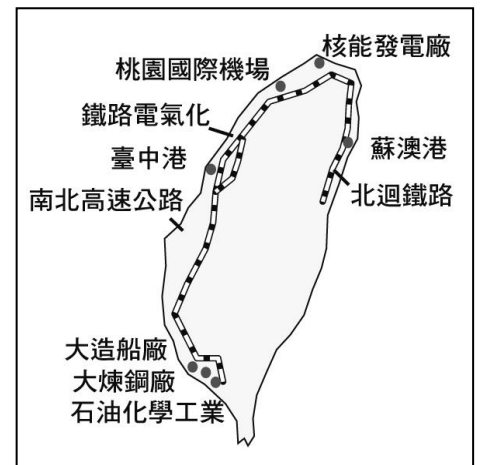 核能發電廠
桃園國際機場
鐵路電氣化
臺中港
蘇澳港
南北高速公路
北迴鐵路
大造船廠
大煉鋼廠
石油化學工業